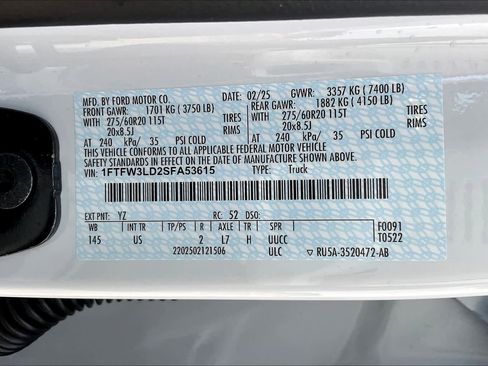 MFD. BY FORD MOTOR CO. 02/25 GVWR: 3357 KG (7400 LB)
FRONT GAWR: 1701 KG (3750 LB) REAR GAWR: 1882 KG (4150 LB)
WITH 275/60R20 115T TIRES WITH 275/60R20 115T TIRES
20x8.5J RIMS 20x8.5J RIMS
AT 240 kPa/ 35 PSI COLD AT 240 kPa/ 35 PSI COLD
THIS VEHICLE CONFORMS TO ALL APPLICABLE FEDERAL MOTOR VEHICLE
SAFETY STANDARDS IN EFFECT ON THE DATE OF MANUFACTURE SHOWN ABOVE.
VIN: 1FTFW3LD2SFA53615 TYPE: Truck
EXT PNT: YZ RC: 52 DSO: F0091
WB INT TR TP/PS R AXLE TR SPR T0522
145 US 2 L7 H UUCC
2202502121506 ULC RU5A-3520472-AB